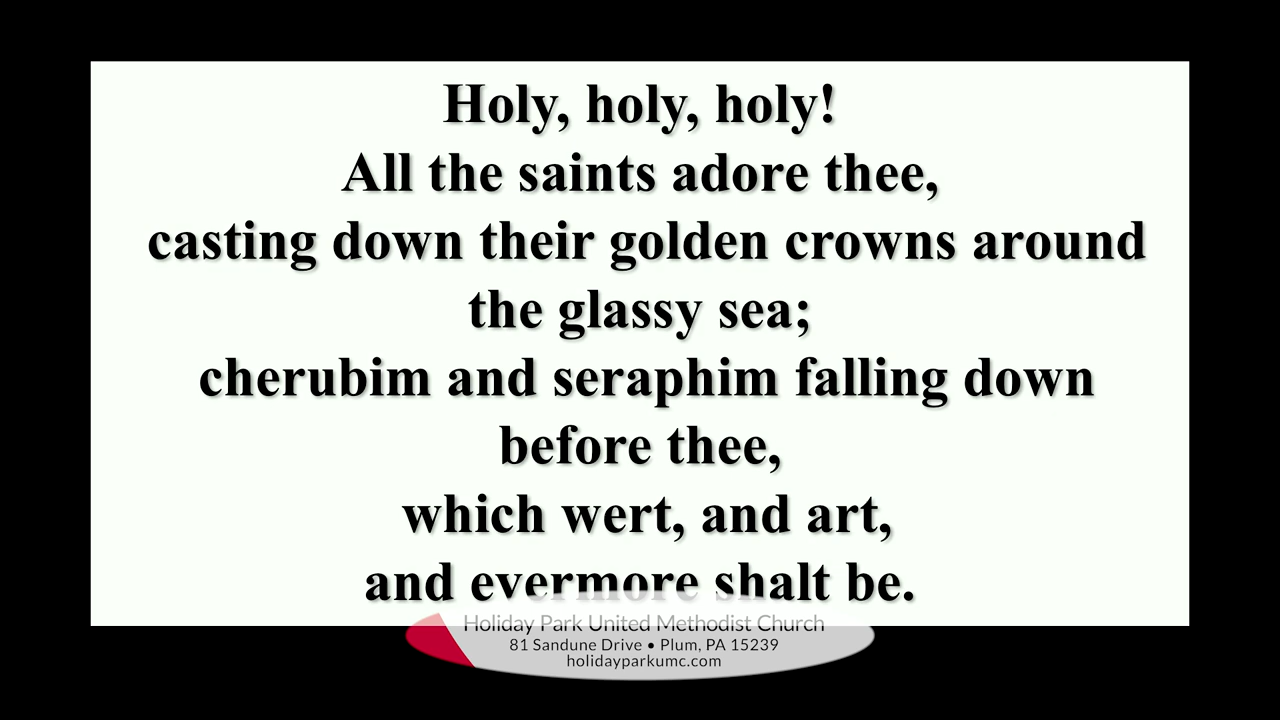 Holy, holy, holy!
All the saints adore thee,
casting down their golden crowns around
the glassy sea;
cherubim and seraphim falling down
before thee,
which wert, and art,
and evermore shalt be.
Holiday Park United Methodist Church
81 Sandune Drive • Plum, PA 15239
holidayparkumc.com